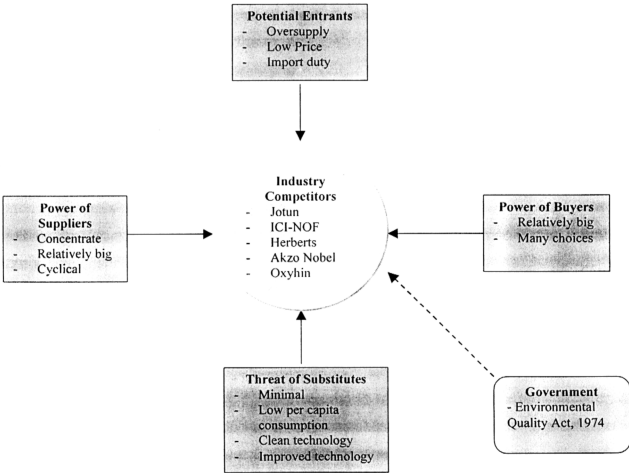 Potential Entrants
- Oversupply
- Low Price
- Import duty
Industry
Competitors
- Jotun
- ICI-NOF
- Herberts
- Akzo Nobel
- Oxyhin
Power of
Suppliers
- Concentrate
- Relatively big
- Cyclical
Power of Buyers
- Relatively big
- Many choices
Threat of Substitutes
- Minimal
- Low per capita
consumption
- Clean technology
- Improved technology
Government
- Environmental
Quality Act, 1974